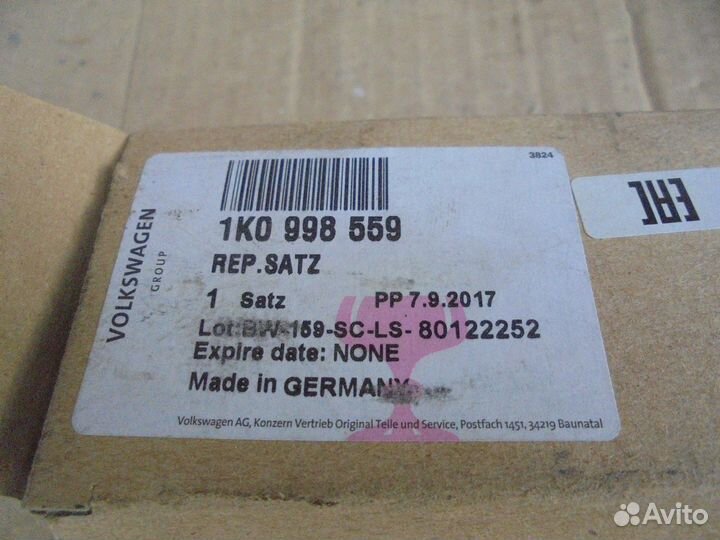 3824
1K0 998 559
REP.SATZ
1 Satz PP 7.9.2017
Lot:BW-159-SC-LS- 80122252
Expire date: NONE
Made in GERMANY
Volkswagen AG, Konzern Vertrieb Original Teile und Service, Postfach 1451, 34219 Baunatal
VOLKSWAGEN
GROUP
EAC
Avito